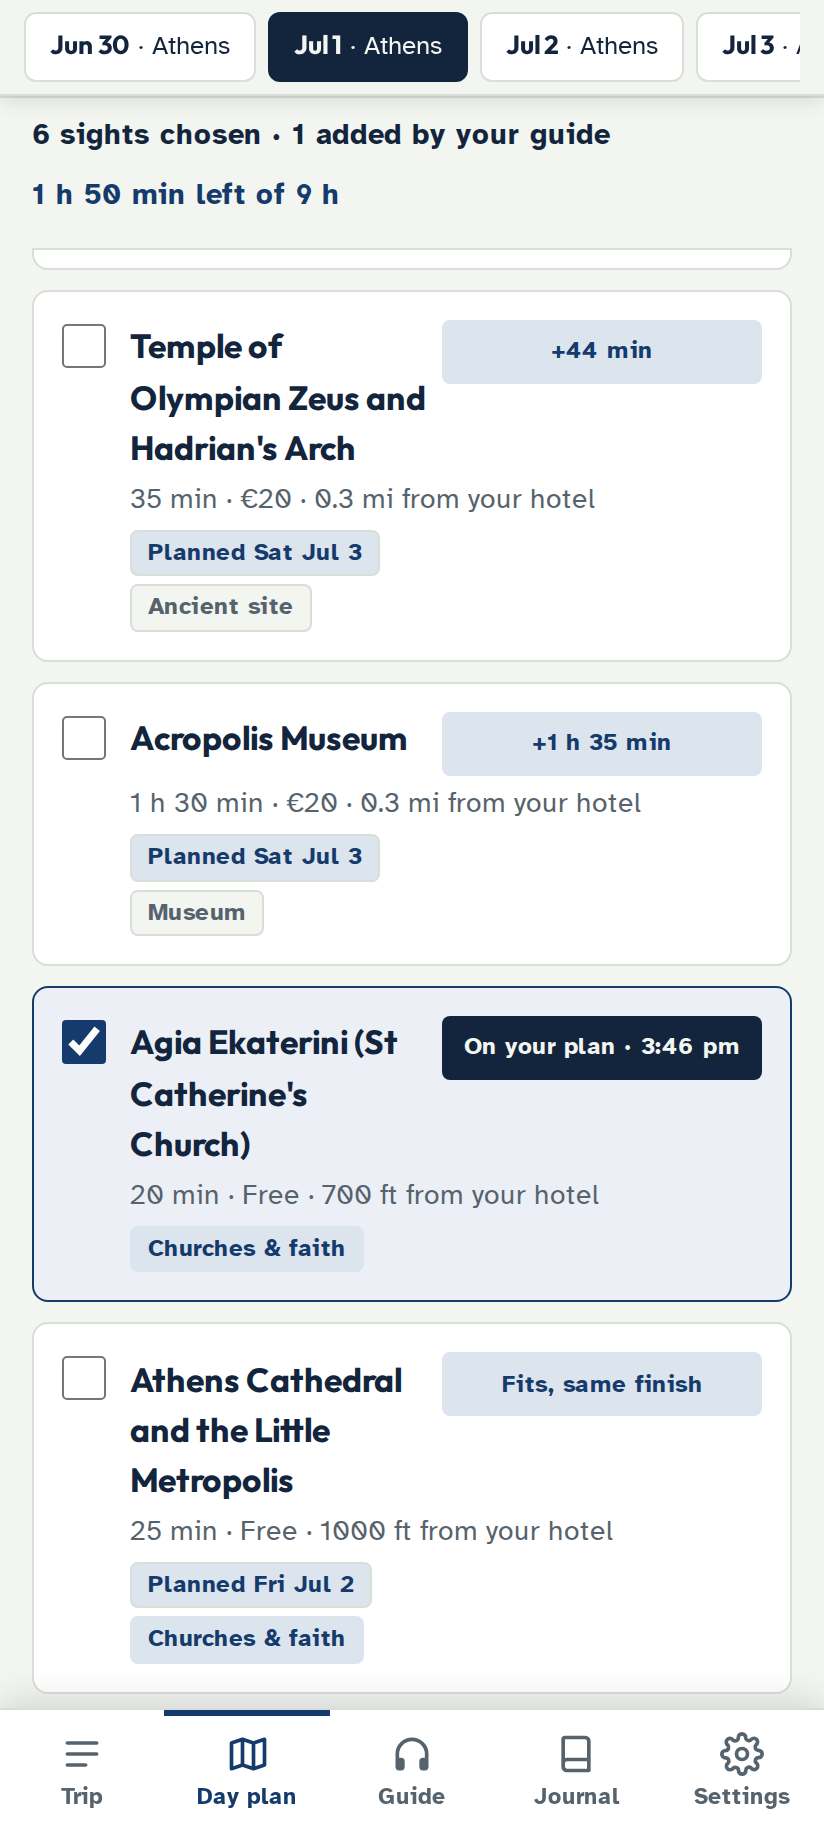 Jun 30 · Athens
Jul 1 · Athens
Jul 2 · Athens
Jul 3 ·
6 sights chosen · 1 added by your guide
1 h 50 min left of 9 h
Temple of
Olympian Zeus and
Hadrian's Arch
+44 min
35 min · €20 · 0.3 mi from your hotel
Planned Sat Jul 3
Ancient site
Acropolis Museum
+1 h 35 min
1 h 30 min · €20 · 0.3 mi from your hotel
Planned Sat Jul 3
Museum
Agia Ekaterini (St
Catherine's
Church)
On your plan · 3:46 pm
20 min · Free · 700 ft from your hotel
Churches & faith
Athens Cathedral
and the Little
Metropolis
Fits, same finish
25 min · Free · 1000 ft from your hotel
Planned Fri Jul 2
Churches & faith
Trip
Day plan
Guide
Journal
Settings